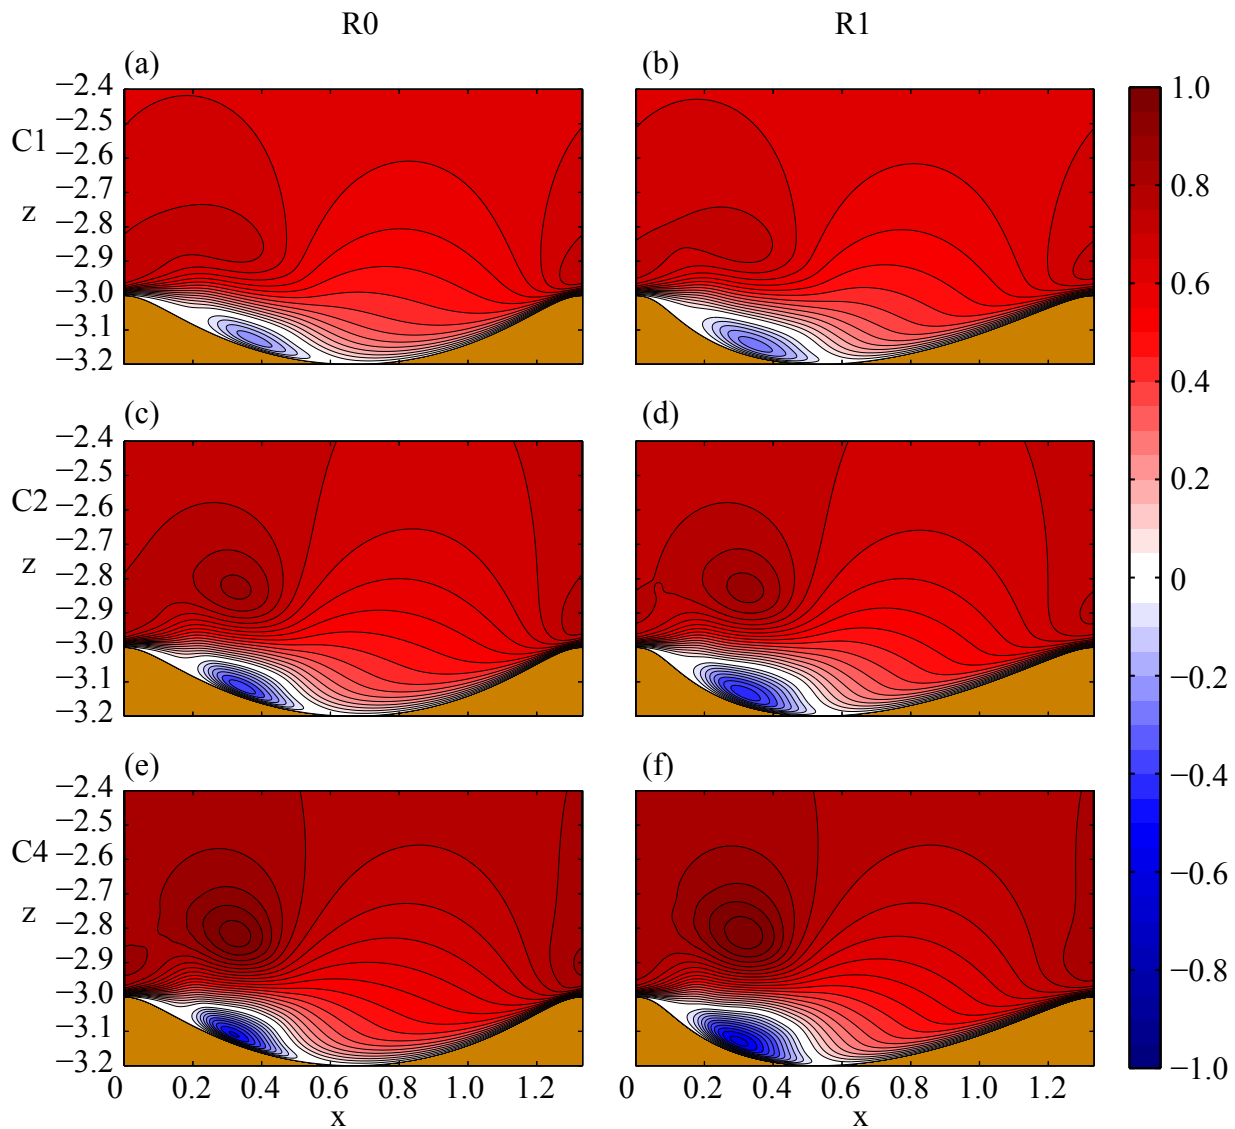 R0 R1
(a) (b)
C1 z −2.4 −2.5 −2.6 −2.7 −2.8 −2.9 −3.0 −3.1 −3.2
(c) (d)
C2 z −2.4 −2.5 −2.6 −2.7 −2.8 −2.9 −3.0 −3.1 −3.2
(e) (f)
C4 z −2.4 −2.5 −2.6 −2.7 −2.8 −2.9 −3.0 −3.1 −3.2
0 0.2 0.4 0.6 0.8 1.0 1.2 0 0.2 0.4 0.6 0.8 1.0 1.2
x x
1.0
0.8
0.6
0.4
0.2
0
−0.2
−0.4
−0.6
−0.8
−1.0